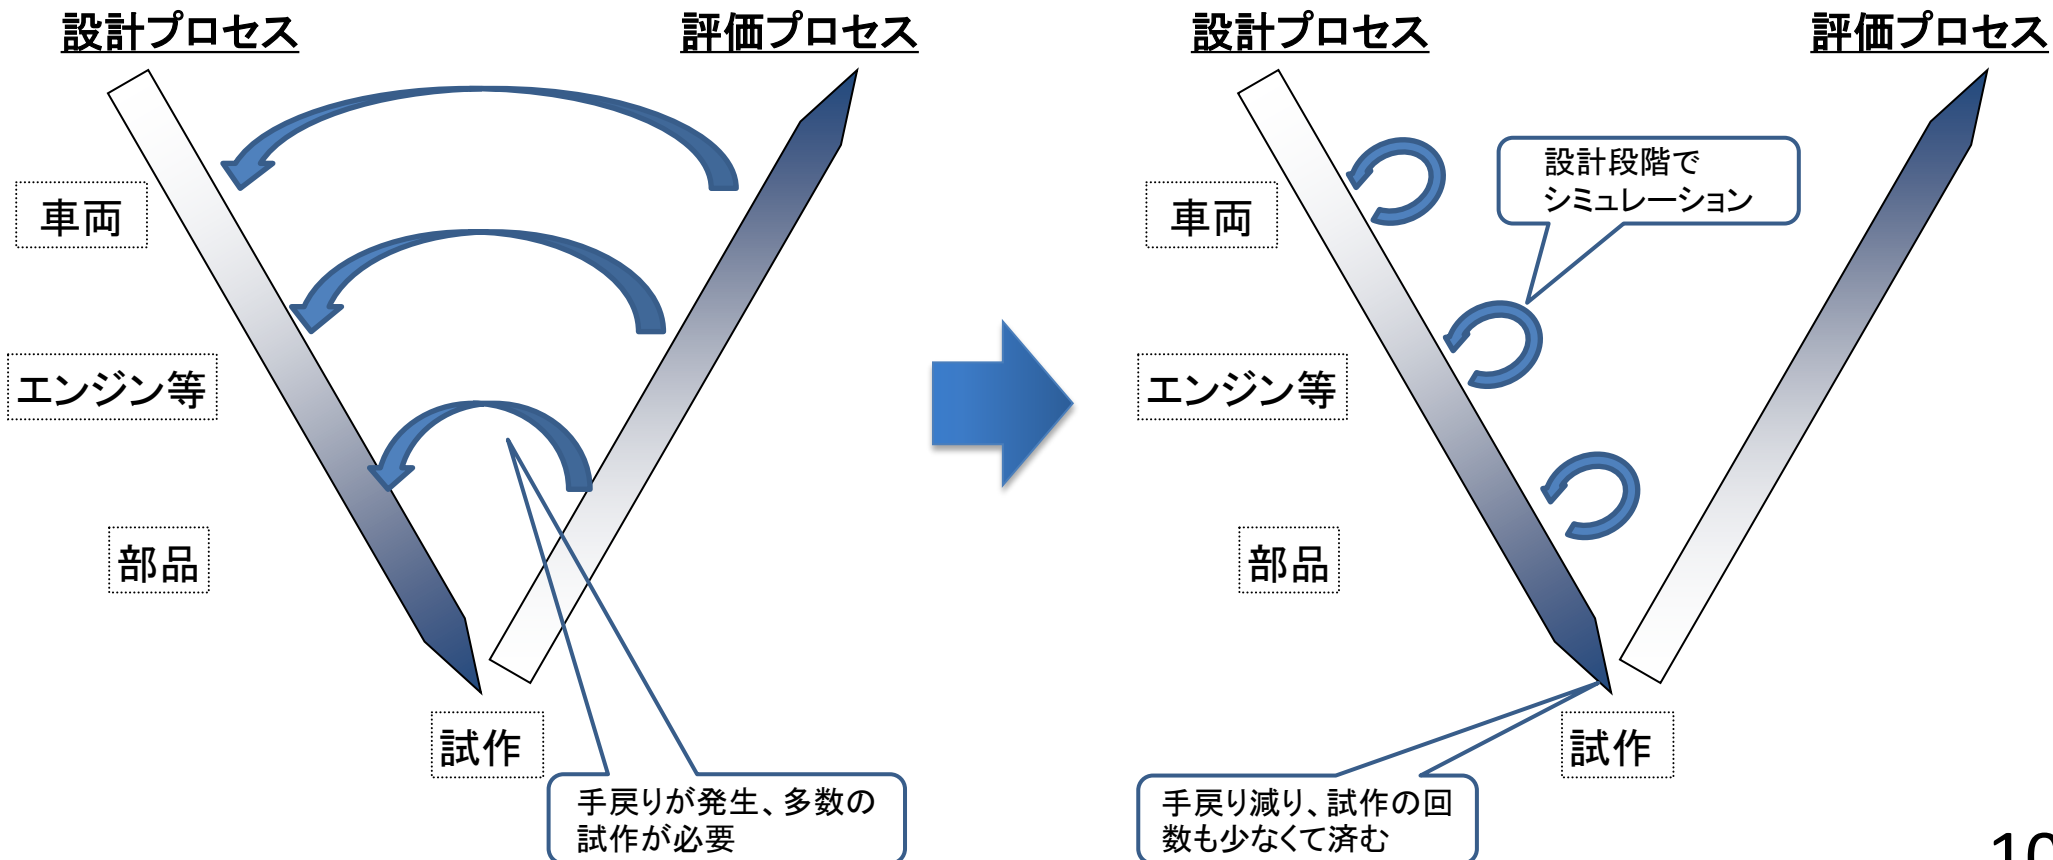 設計プロセス
評価プロセス
車両
エンジン等
部品
試作
手戻りが発生、多数の
試作が必要
設計プロセス
評価プロセス
設計段階で
シミュレーション
車両
エンジン等
部品
試作
手戻り減り、試作の回
数も少なくて済む
10